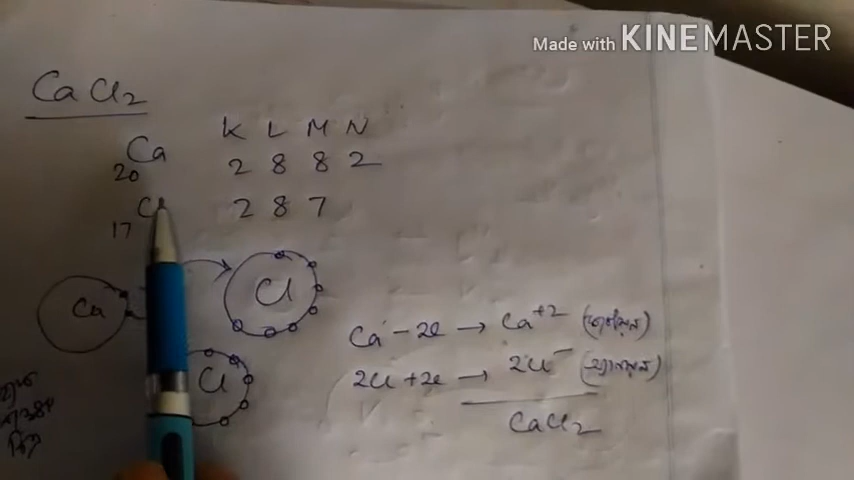 Made with KINEMASTER
CaCl₂
K L M N
₂₀Ca 2 8 8 2
₁₇Cl 2 8 7
Ca Cl
Ca - 2e → Ca⁺²
2Cl + 2e → 2Cl⁻
Cl
CaCl₂